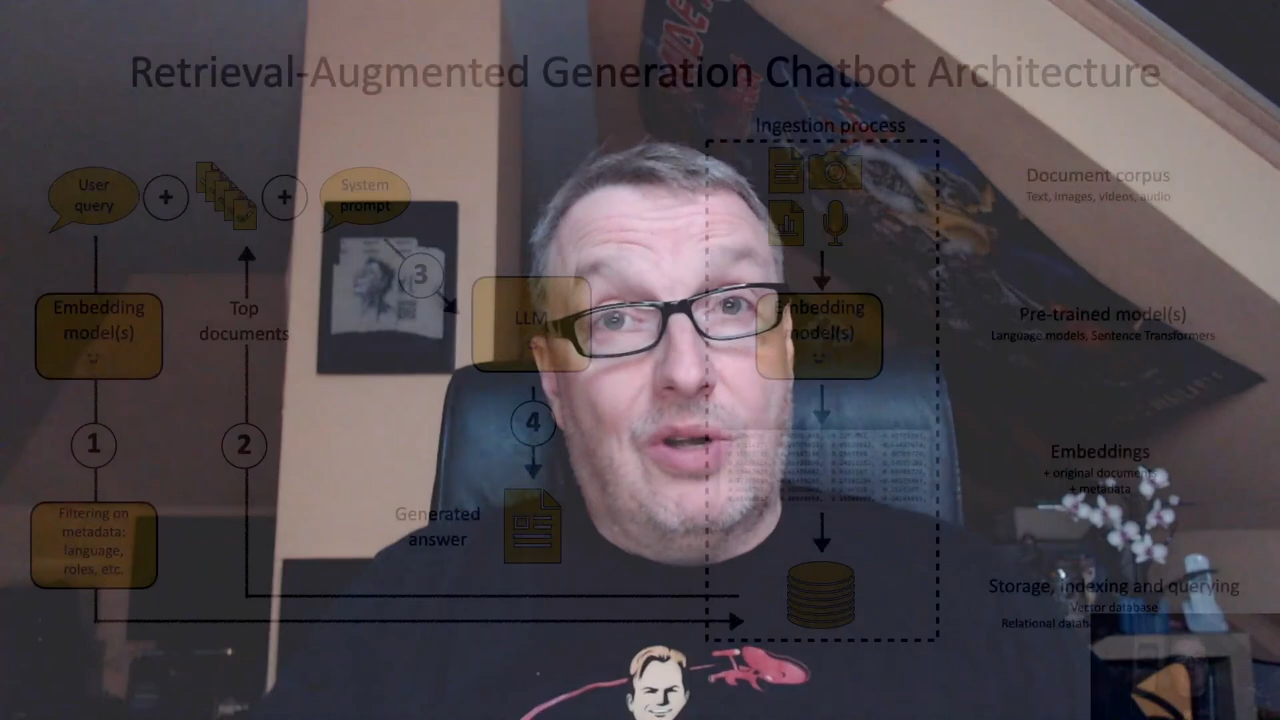 Retrieval-Augmented Generation Chatbot Architecture
Ingestion process
User
query
+
+
System
prompt
Document corpus
Text, images, videos, audio
3
Embedding
model(s)
Top
documents
LLM
Embedding
model(s)
Pre-trained model(s)
Language models, Sentence Transformers
4
1
2
Embeddings
+ original documents
+ metadata
Filtering on
metadata:
language,
roles, etc.
Generated
answer
Storage, indexing and querying
Vector database
Relational datab